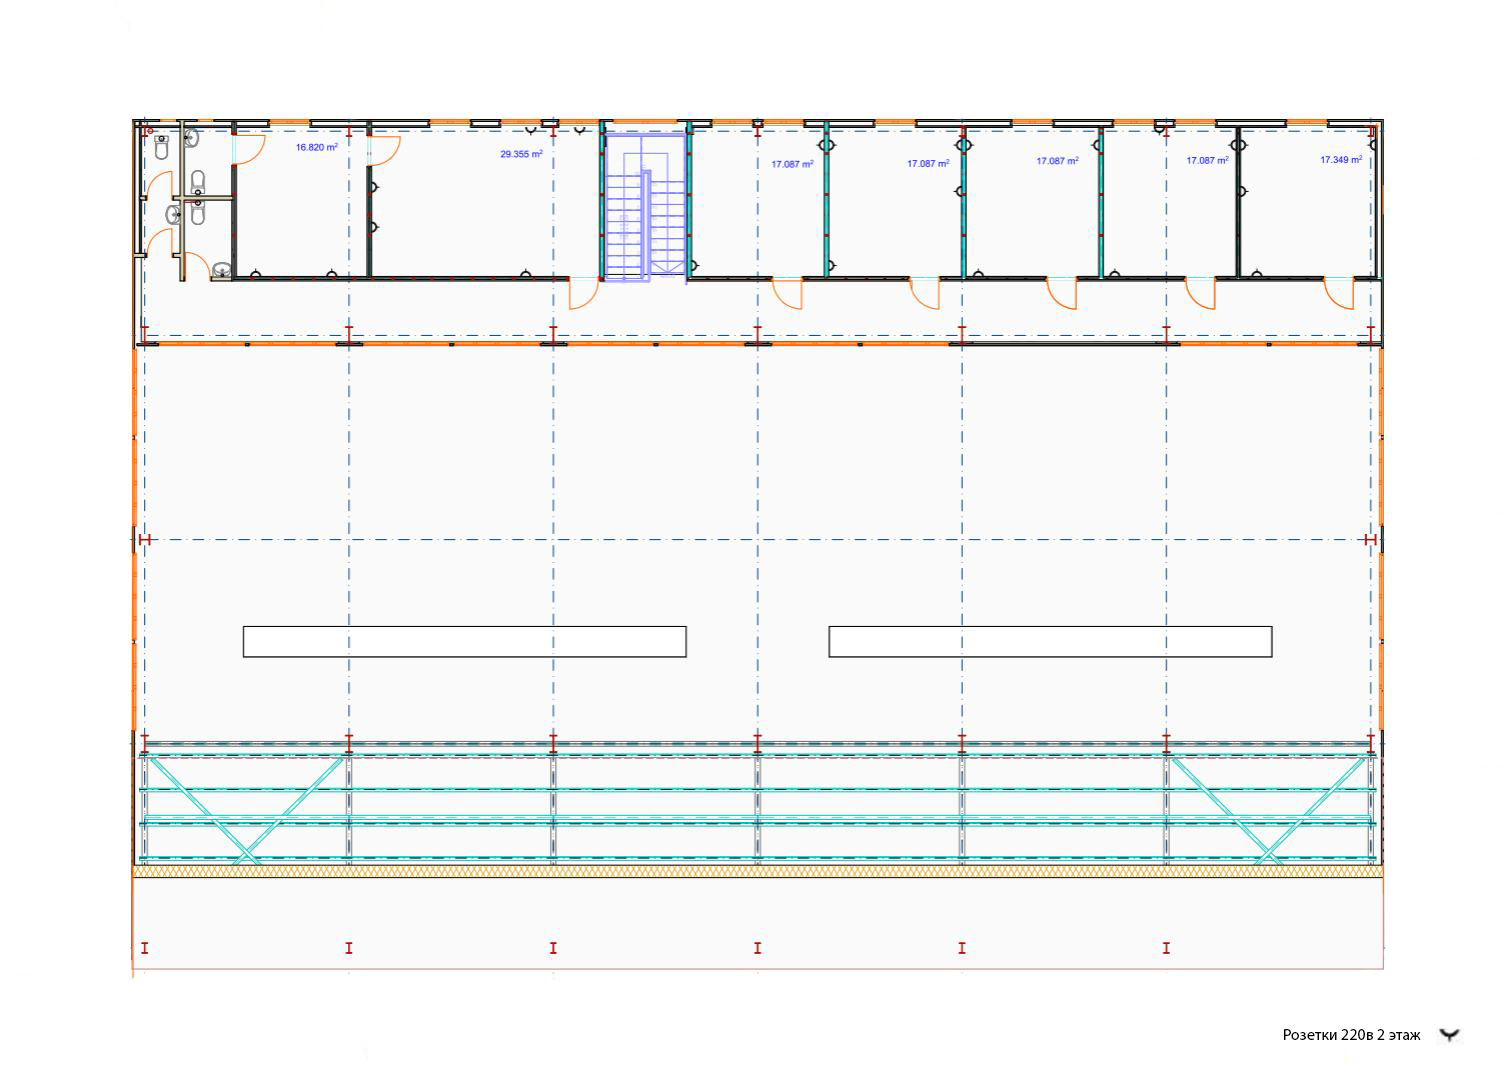 16.820 m²
29.355 m²
17.087 m²
17.087 m²
17.087 m²
17.087 m²
17.349 m²
Розетки 220в 2 этаж